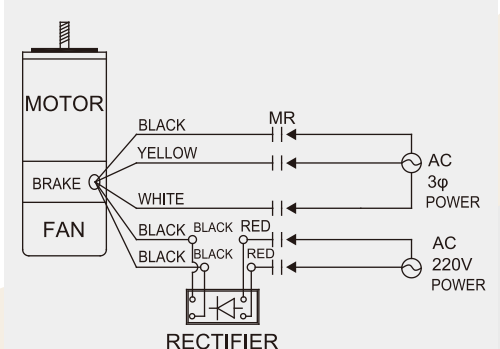 MOTOR
BRAKE
FAN
BLACK
MR
YELLOW
WHITE
AC
3φ
POWER
BLACK BLACK RED
BLACK BLACK RED
AC
220V
POWER
RECTIFIER